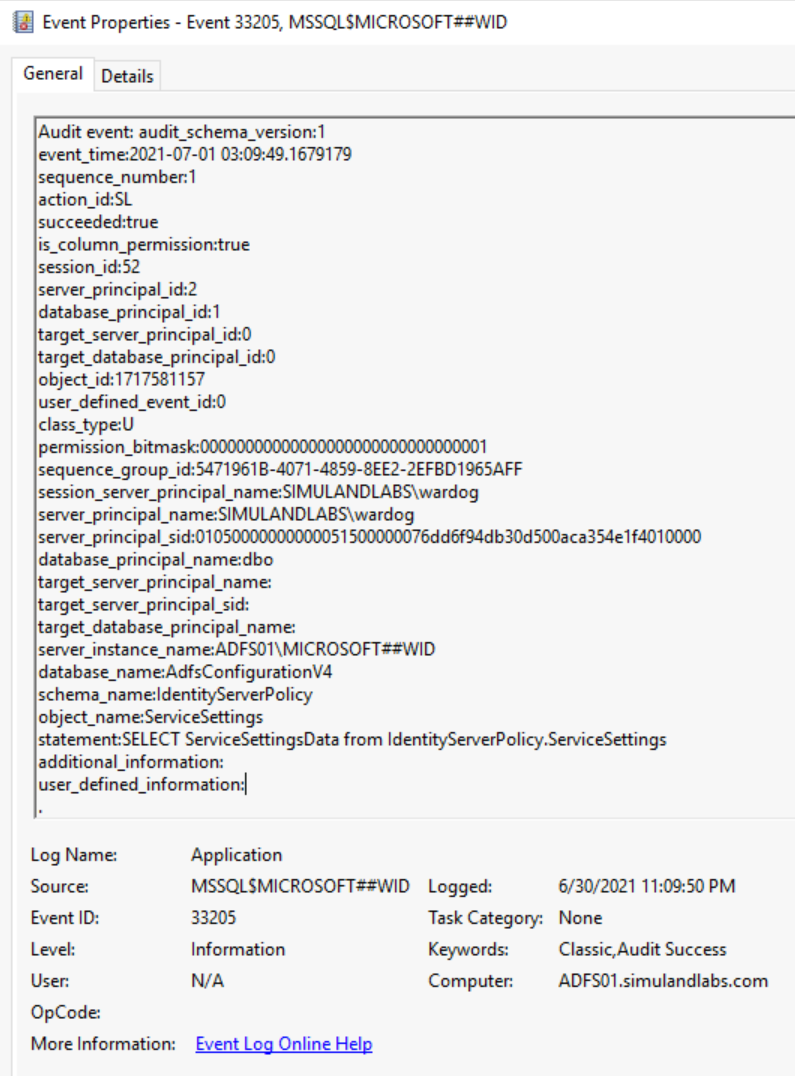 Event Properties - Event 33205, MSSQL$MICROSOFT##WID
General Details
Audit event: audit_schema_version:1
event_time:2021-07-01 03:09:49.1679179
sequence_number:1
action_id:SL
succeeded:true
is_column_permission:true
session_id:52
server_principal_id:2
database_principal_id:1
target_server_principal_id:0
target_database_principal_id:0
object_id:1717581157
user_defined_event_id:0
class_type:U
permission_bitmask:00000000000000000000000000000001
sequence_group_id:5471961B-4071-4859-8EE2-2EFBD1965AFF
session_server_principal_name:SIMULANDLABS\wardog
server_principal_name:SIMULANDLABS\wardog
server_principal_sid:010500000000000515000000076dd6f94db30d500aca354e1f4010000
database_principal_name:dbo
target_server_principal_name:
target_server_principal_sid:
target_database_principal_name:
server_instance_name:ADFS01\MICROSOFT##WID
database_name:AdfsConfigurationV4
schema_name:IdentityServerPolicy
object_name:ServiceSettings
statement:SELECT ServiceSettingsData from IdentityServerPolicy.ServiceSettings
additional_information:
user_defined_information:
.
Log Name: Application
Source: MSSQL$MICROSOFT##WID Logged: 6/30/2021 11:09:50 PM
Event ID: 33205 Task Category: None
Level: Information Keywords: Classic,Audit Success
User: N/A Computer: ADFS01.simulandlabs.com
OpCode:
More Information: Event Log Online Help